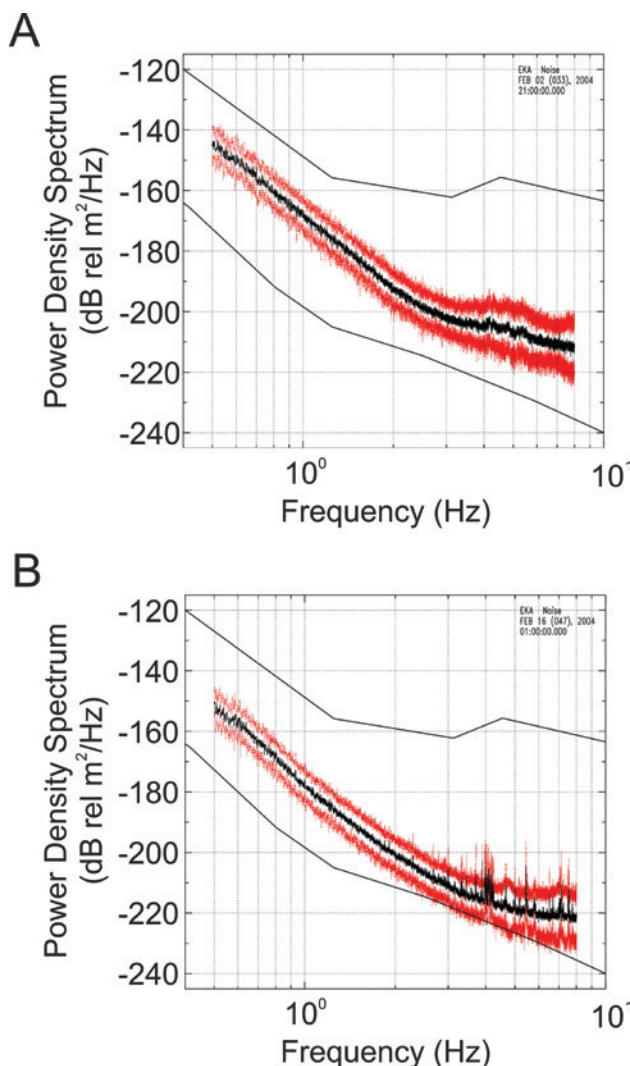 A
EKA Noise
FEB 02 (033), 2004
21:00:00.000
Power Density Spectrum
(dB rel m²/Hz)
-120
-140
-160
-180
-200
-220
-240
10⁰
10¹
Frequency (Hz)
B
EKA Noise
FEB 16 (047), 2004
01:00:00.000
Power Density Spectrum
(dB rel m²/Hz)
-120
-140
-160
-180
-200
-220
-240
10⁰
10¹
Frequency (Hz)